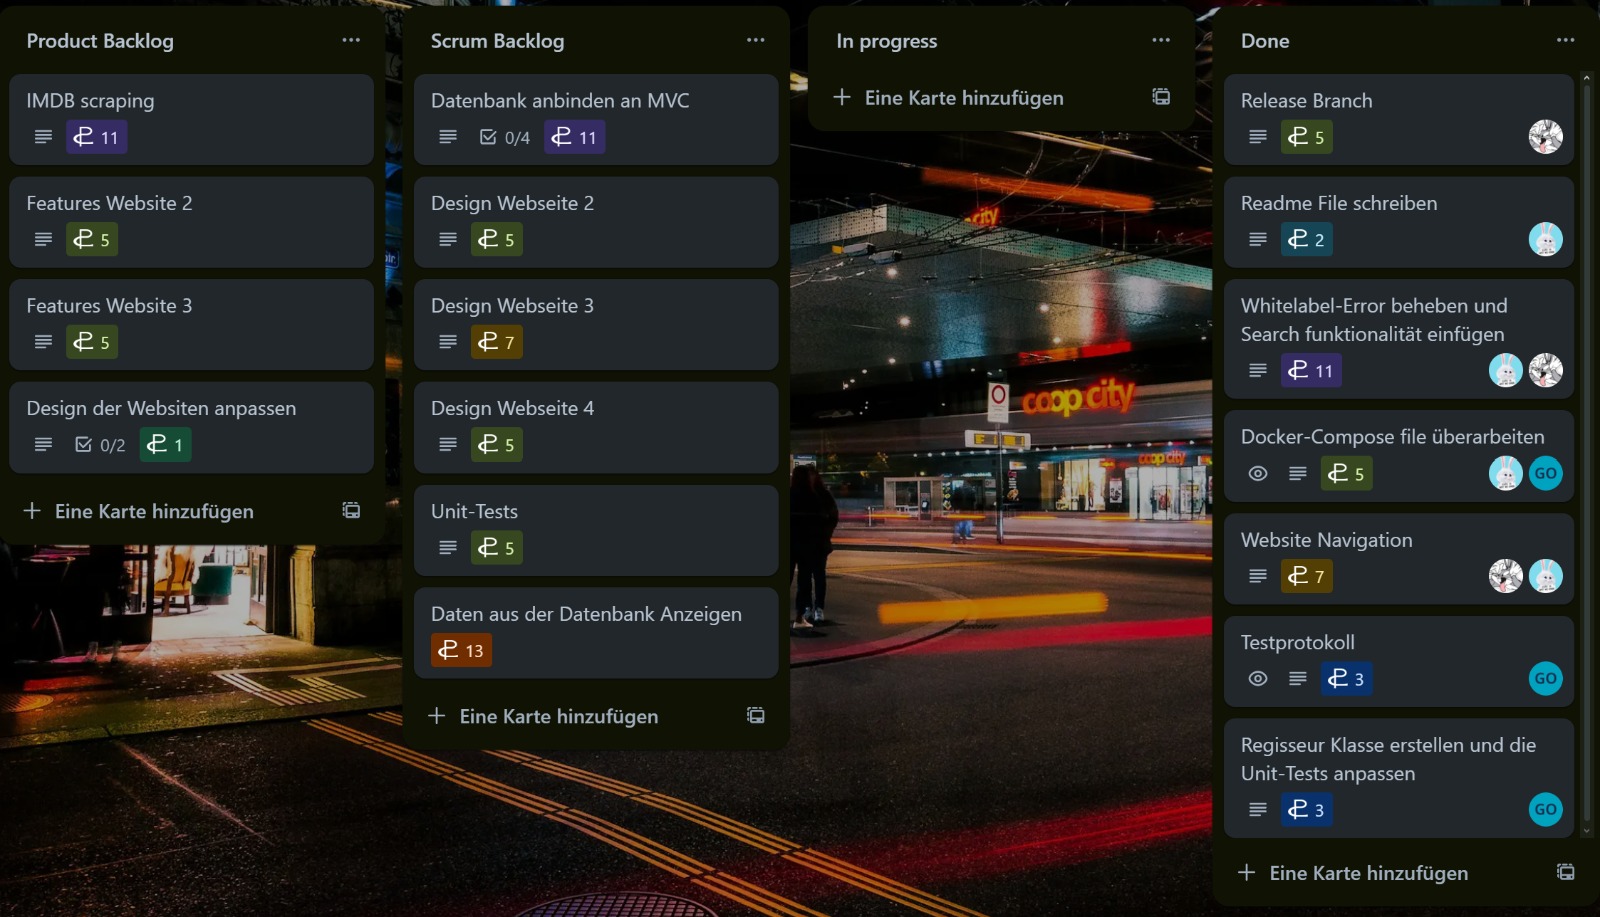 Product Backlog
IMDB scraping
11
Features Website 2
5
Features Website 3
5
Design der Websiten anpassen
0/2
1
Eine Karte hinzufügen
Scrum Backlog
Datenbank anbinden an MVC
0/4
11
Design Webseite 2
5
Design Webseite 3
7
Design Webseite 4
5
Unit-Tests
5
Daten aus der Datenbank Anzeigen
13
Eine Karte hinzufügen
In progress
Eine Karte hinzufügen
city
coop city
coop city
Done
Release Branch
5
Readme File schreiben
2
Whitelabel-Error beheben und
Search funktionalität einfügen
11
Docker-Compose file überarbeiten
5
GO
Website Navigation
7
Testprotokoll
3
GO
Regisseur Klasse erstellen und die
Unit-Tests anpassen
3
GO
Eine Karte hinzufügen